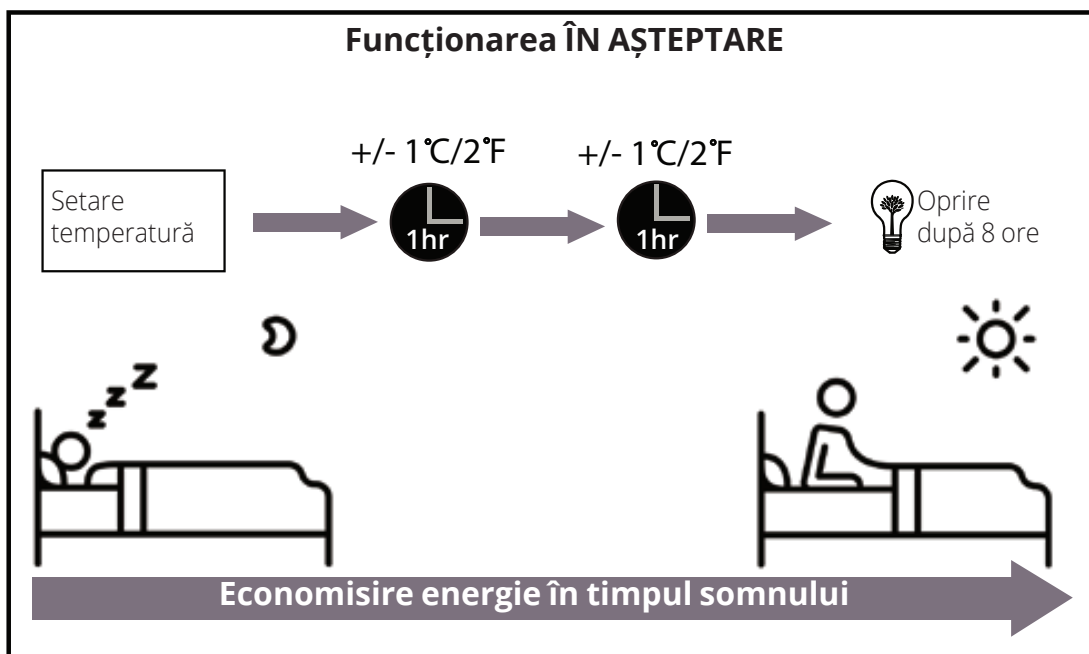 Funcționarea ÎN AȘTEPTARE
+/- 1°C/2°F
+/- 1°C/2°F
Setare
temperatură
1hr
1hr
Oprire
după 8 ore
z z z
Economisire energie în timpul somnului